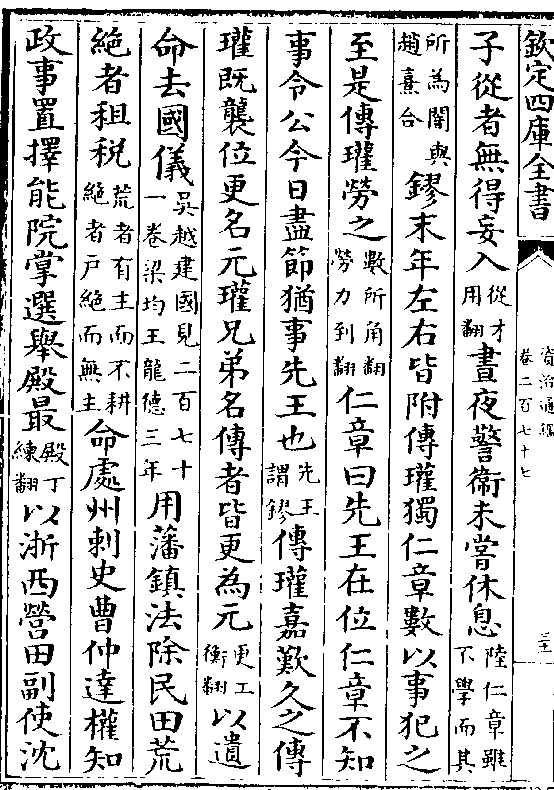 欽定四庫全書
資治通鑑
卷二百七十七
子從者無得妄入從才用翻晝夜警衛未嘗休息陸仁章雖不學而其
所為闇與趙熹合鏐末年左右皆附傳瓘獨仁章數以事犯之
至是傳瓘勞之數所角翻勞力到翻仁章曰先王在位仁章不知
事令公今日盡節猶事先王也先王謂鏐傳瓘嘉歎久之傳
瓘既襲位更名元瓘兄弟名傳者皆更為元更工衡翻以遺
命去國儀吳越建國見二百七十一卷梁均王龍德三年用藩鎮法除民田荒
絶者租稅荒者有主而不耕絶者戶絶而無主命處州刺史曹仲達權知
政事置擇能院掌選舉殿最殿丁練翻以浙西營田副使沈